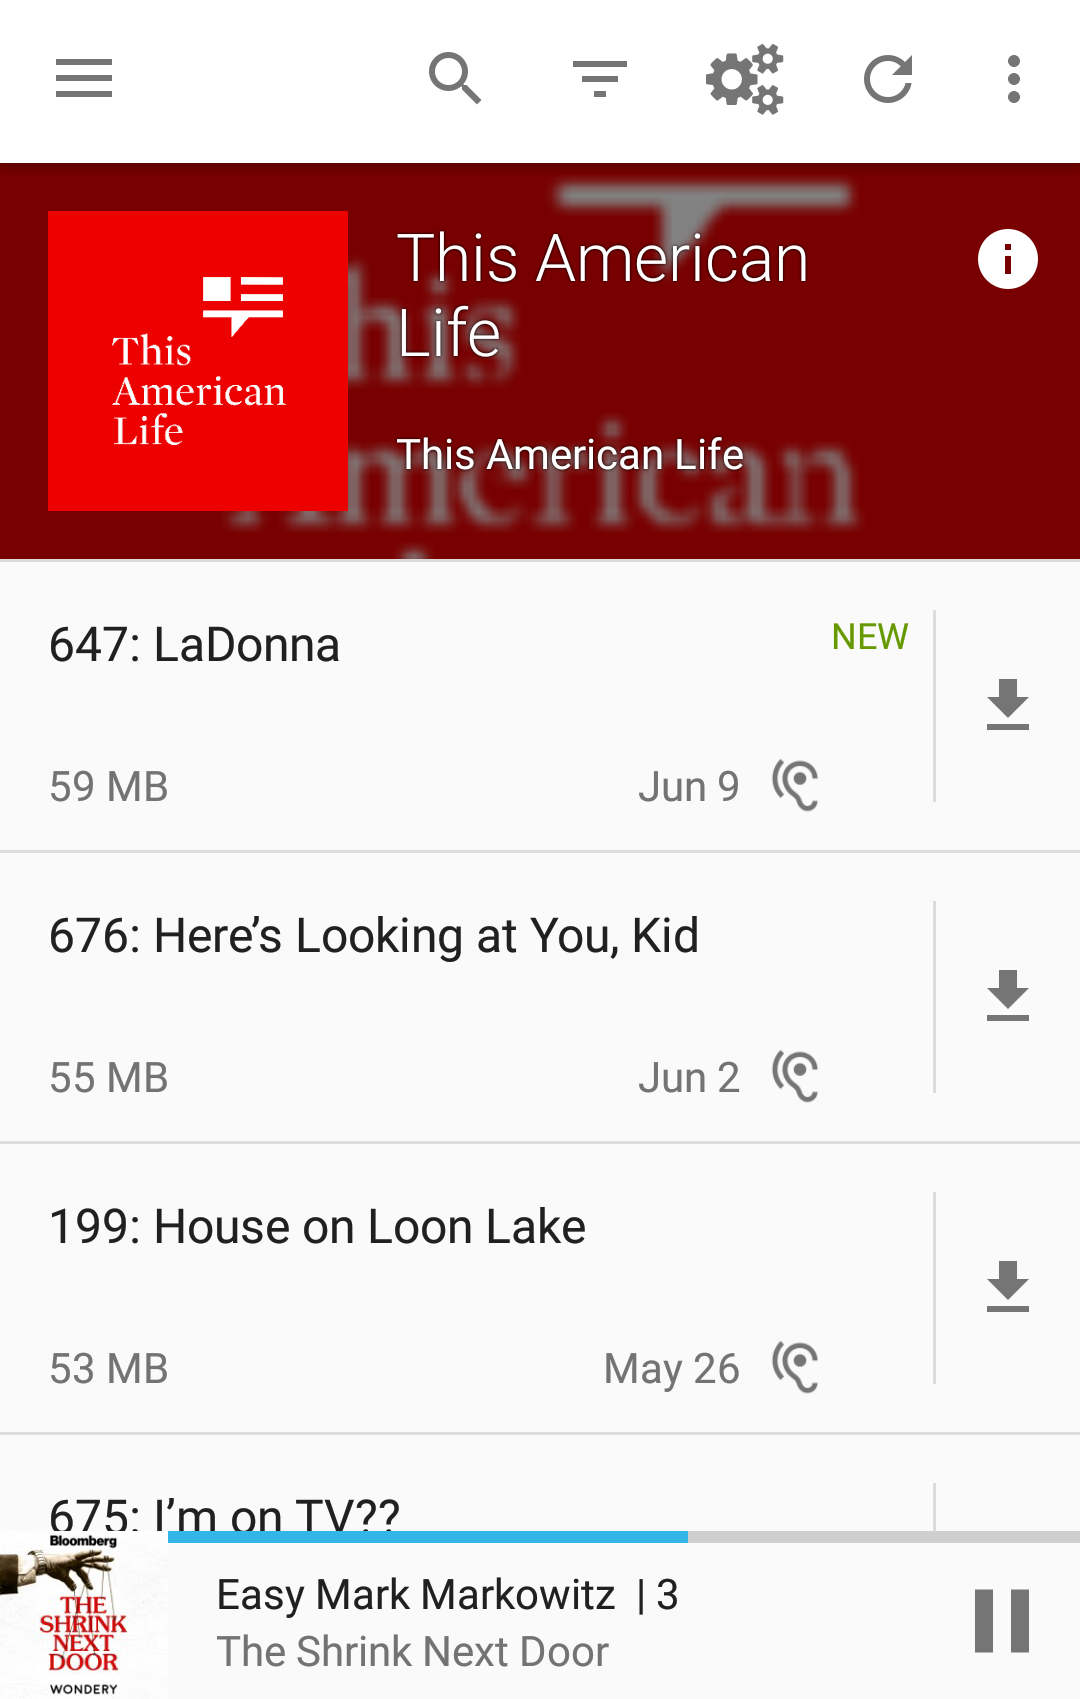 This
American
Life
This American
Life
This American Life
647: LaDonna
NEW
59 MB
Jun 9
676: Here’s Looking at You, Kid
55 MB
Jun 2
199: House on Loon Lake
53 MB
May 26
675: I’m on TV??
Bloomberg
THE
SHRINK
NEXT
DOOR
WONDERY
Easy Mark Markowitz | 3
The Shrink Next Door